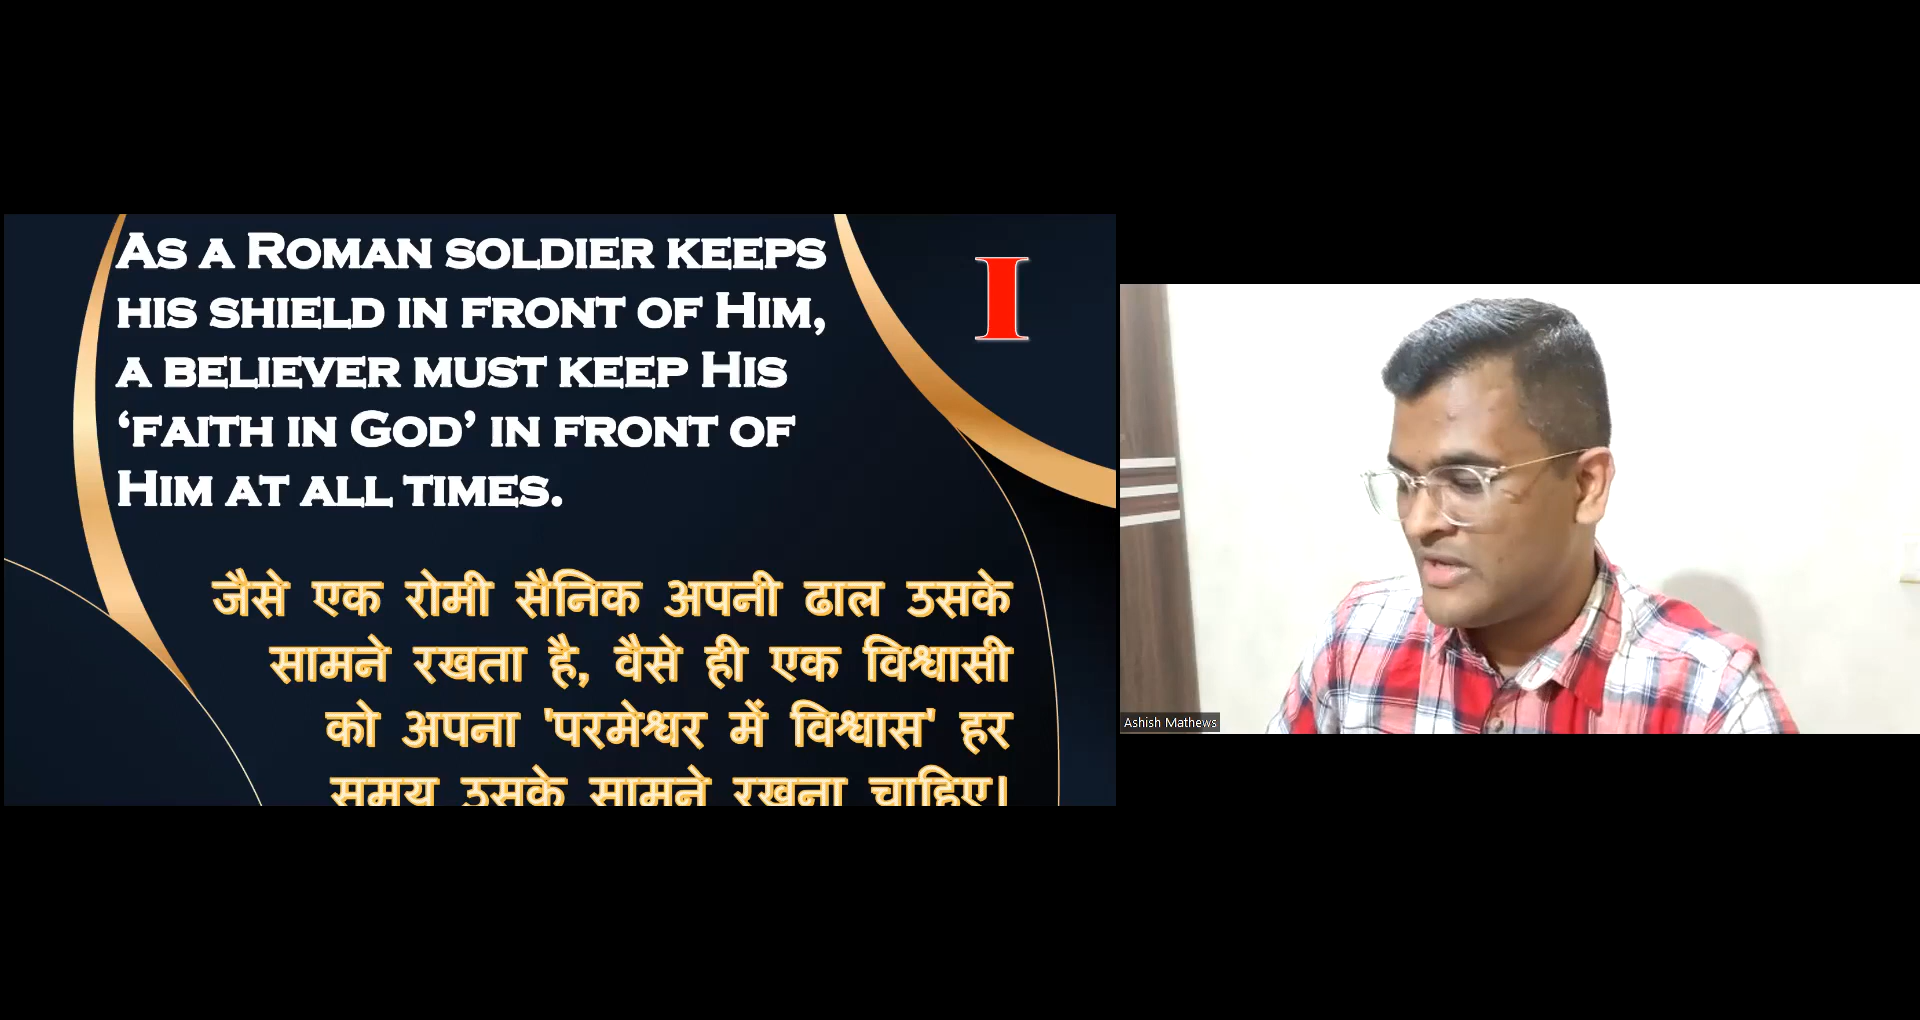 As a Roman soldier keeps
his shield in front of Him,
a believer must keep His
‘faith in God’ in front of
Him at all times.
I
जैसे एक रोमी सैनिक अपनी ढाल उसके
सामने रखता है, वैसे ही एक विश्वासी
को अपना 'परमेश्वर में विश्वास' हर
समय उसके सामने रखना चाहिए।
Ashish Mathews